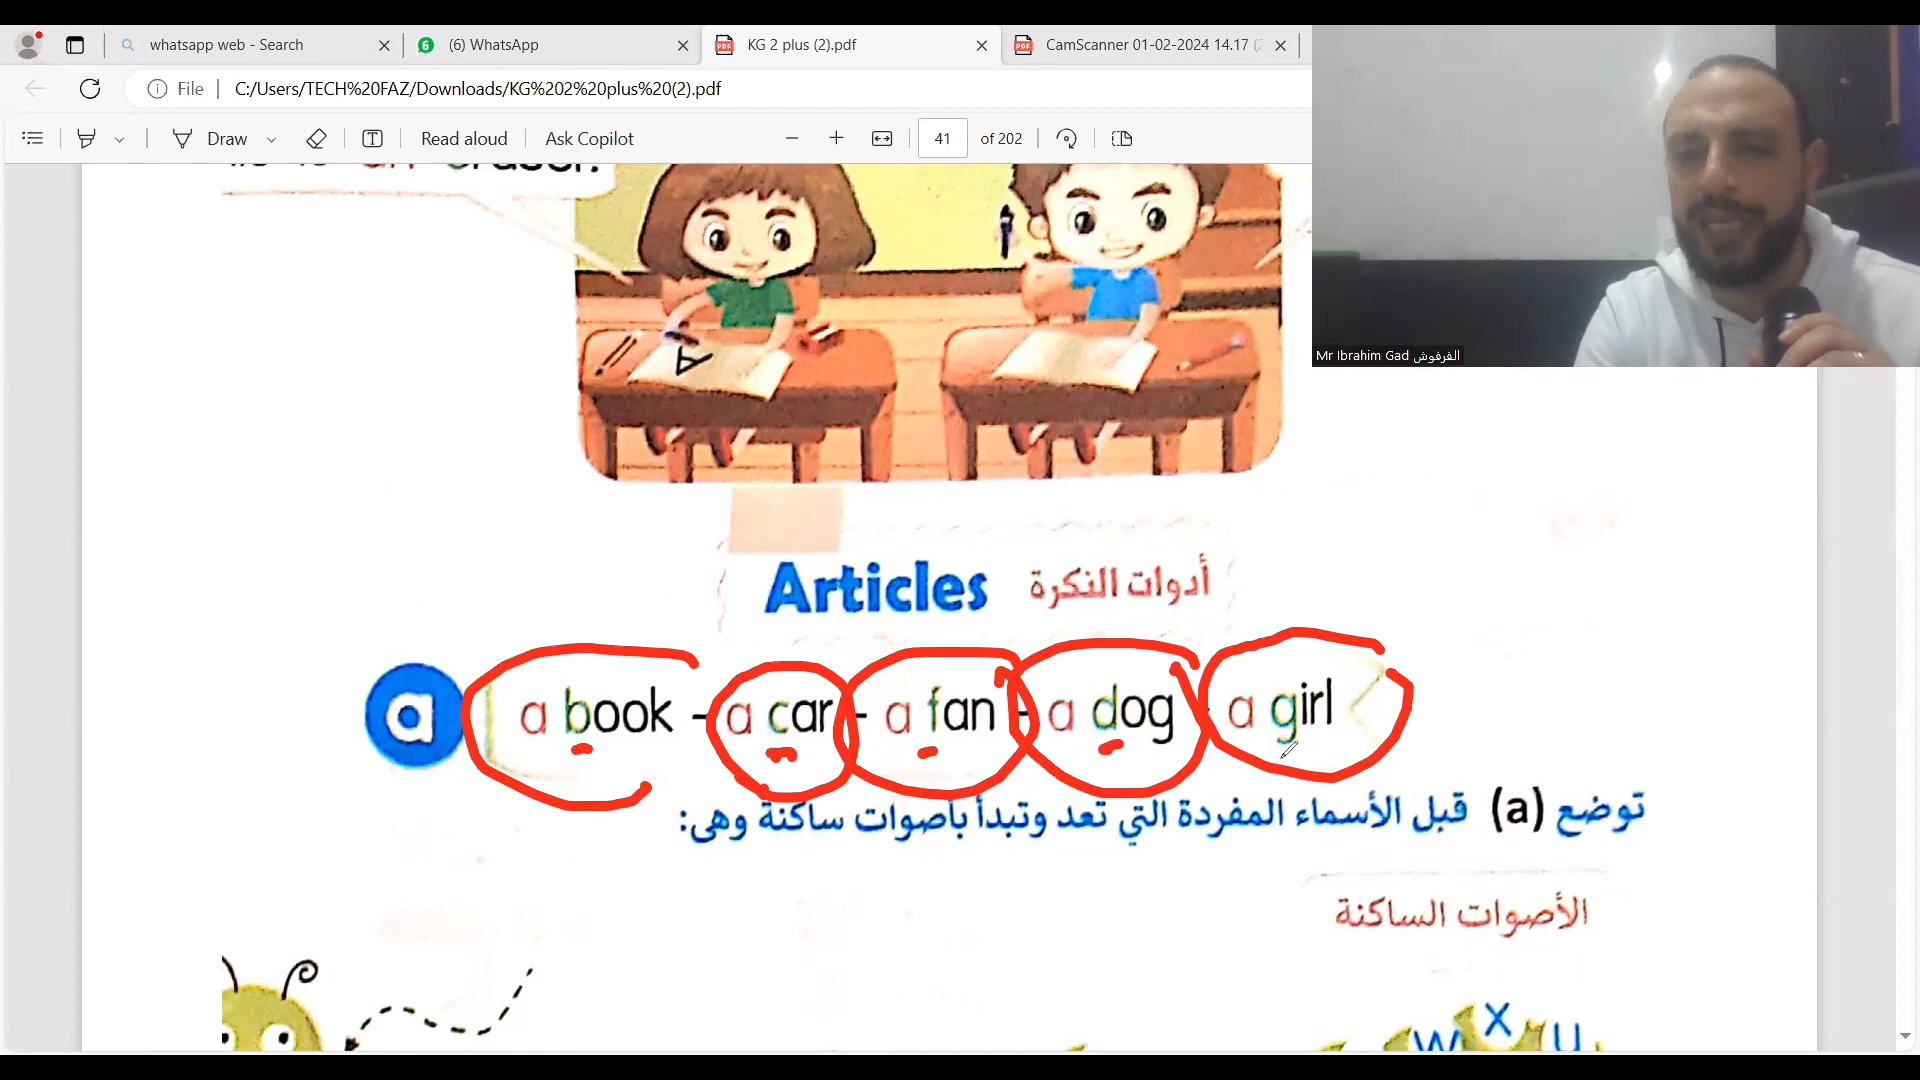 whatsapp web - Search
(6) WhatsApp
KG 2 plus (2).pdf
CamScanner 01-02-2024 14.17
File
C:/Users/TECH%20FAZ/Downloads/KG%202%20plus%20(2).pdf
Draw
Read aloud
Ask Copilot
41
of 202
eraser.
Mr Ibrahim Gad الفرفوش
A
Articles أدوات النكرة
a
a book - a car - a fan - a dog - a girl
توضع (a) قبل الأسماء المفردة التي تعد وتبدأ بأصوات ساكنة وهى:
الأصوات الساكنة
w x